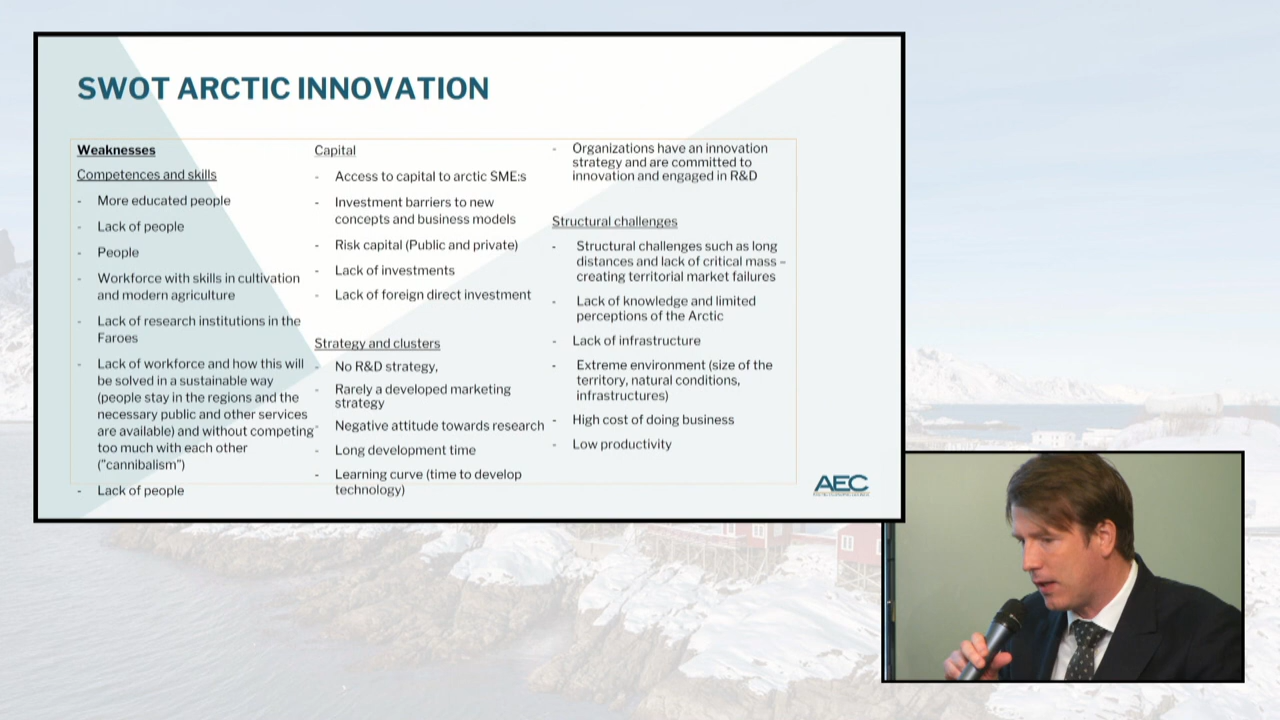 SWOT ARCTIC INNOVATION
Weaknesses
Competences and skills
- More educated people
- Lack of people
- People
- Workforce with skills in cultivation
and modern agriculture
- Lack of research institutions in the
Faroes
- Lack of workforce and how this will
be solved in a sustainable way
(people stay in the regions and the
necessary public and other services
are available) and without competing
too much with each other
("cannibalism")
- Lack of people
Capital
- Access to capital to arctic SME:s
- Investment barriers to new
concepts and business models
- Risk capital (Public and private)
- Lack of investments
- Lack of foreign direct investment
Strategy and clusters
- No R&D strategy,
- Rarely a developed marketing
strategy
- Negative attitude towards research
- Long development time
- Learning curve (time to develop
technology)
- Organizations have an innovation
strategy and are committed to
innovation and engaged in R&D
Structural challenges
- Structural challenges such as long
distances and lack of critical mass –
creating territorial market failures
- Lack of knowledge and limited
perceptions of the Arctic
- Lack of infrastructure
- Extreme environment (size of the
territory, natural conditions,
infrastructures)
- High cost of doing business
- Low productivity
AEC